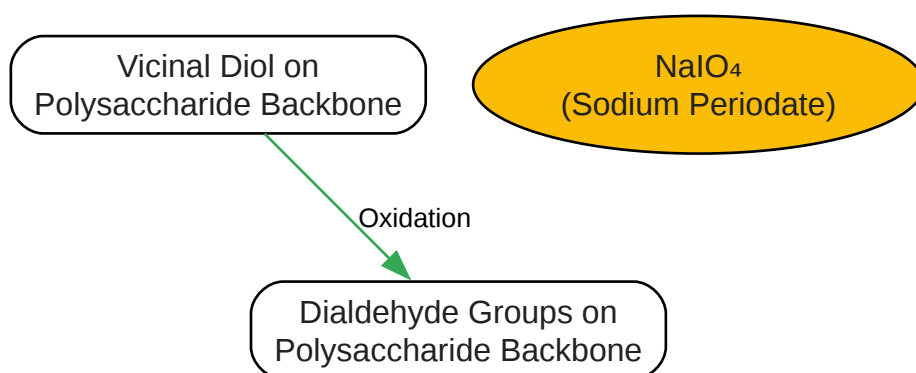 Vicinal Diol on
Polysaccharide Backbone
NaIO₄
(Sodium Periodate)
Oxidation
Dialdehyde Groups on
Polysaccharide Backbone